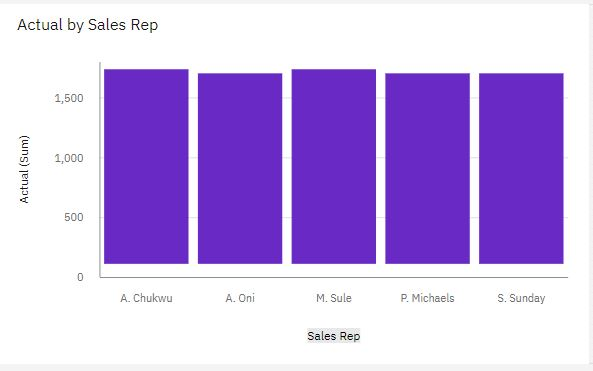 Actual by Sales Rep
Actual (Sum)
1,500
1,000
500
0
A. Chukwu A. Oni M. Sule P. Michaels S. Sunday
Sales Rep